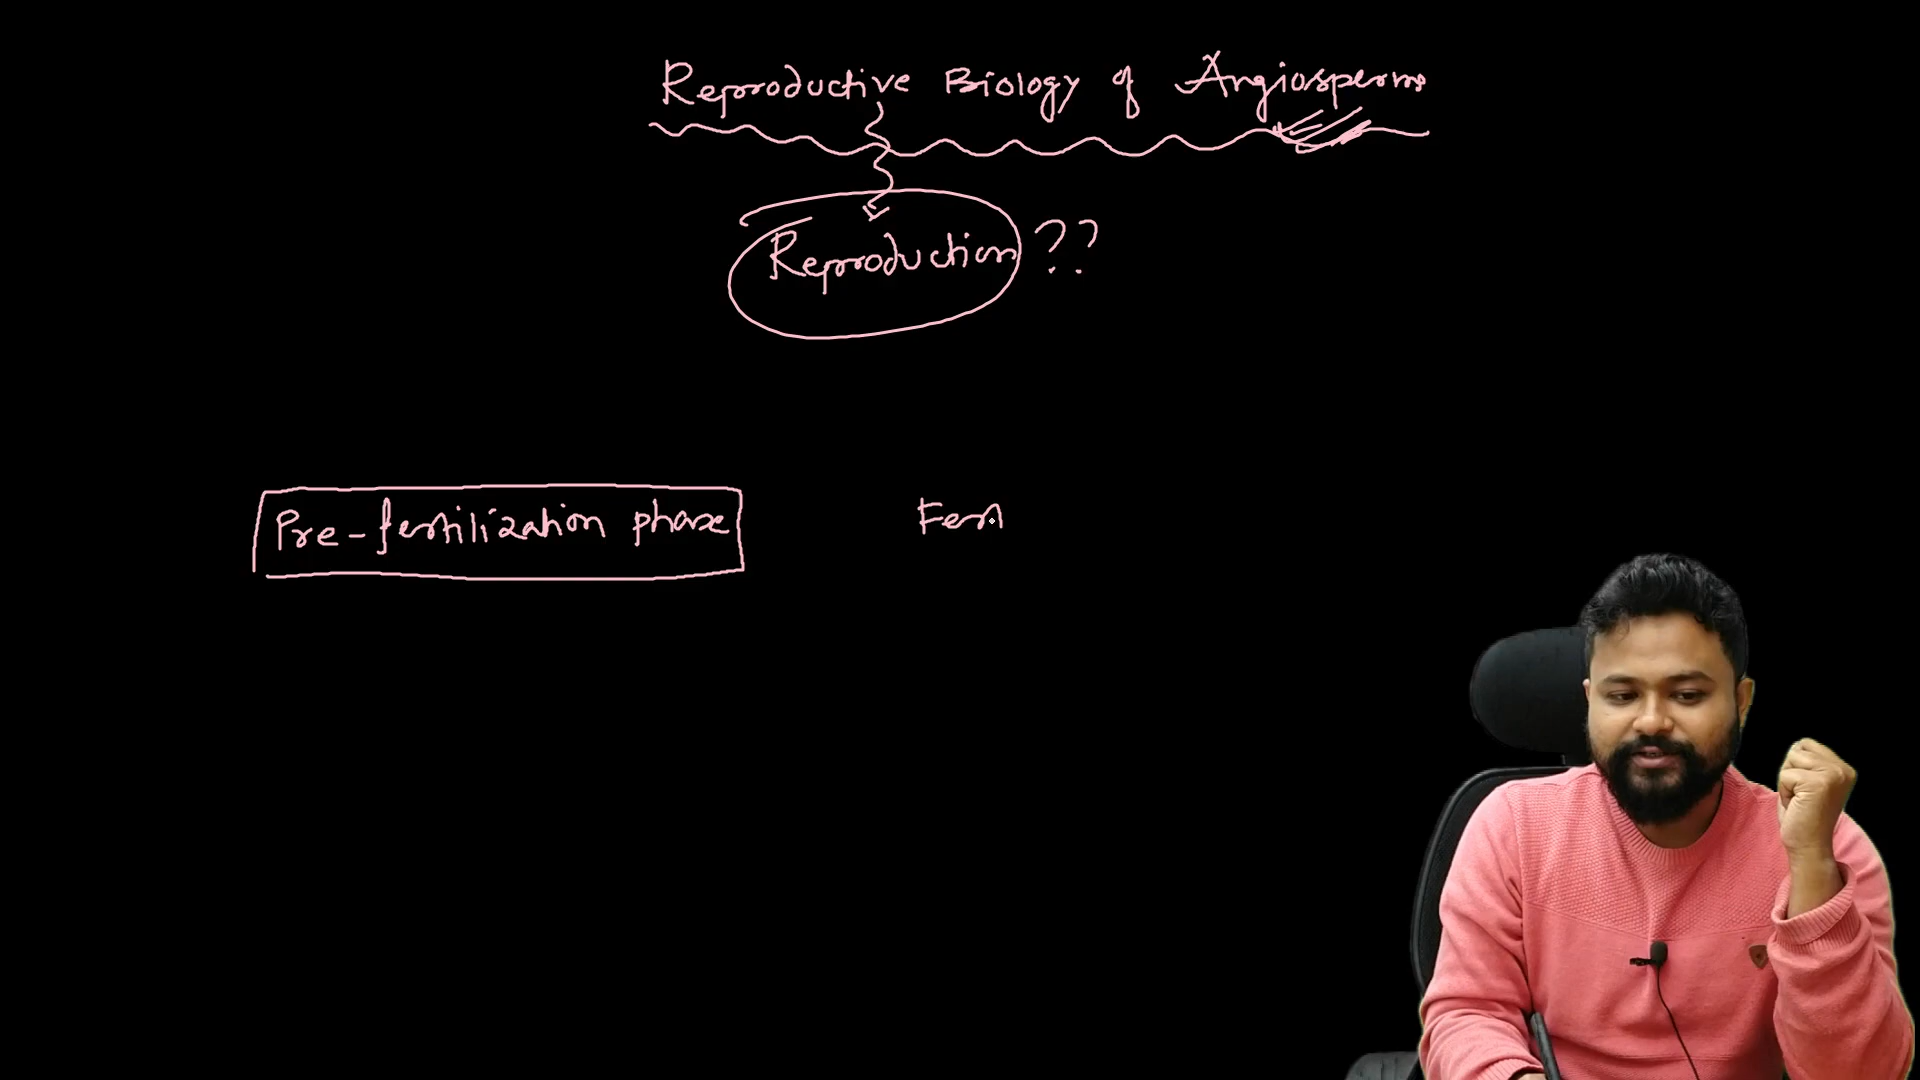 Reproductive Biology of Angiosperms
Reproduction ??
Pre-fertilization phase Fert